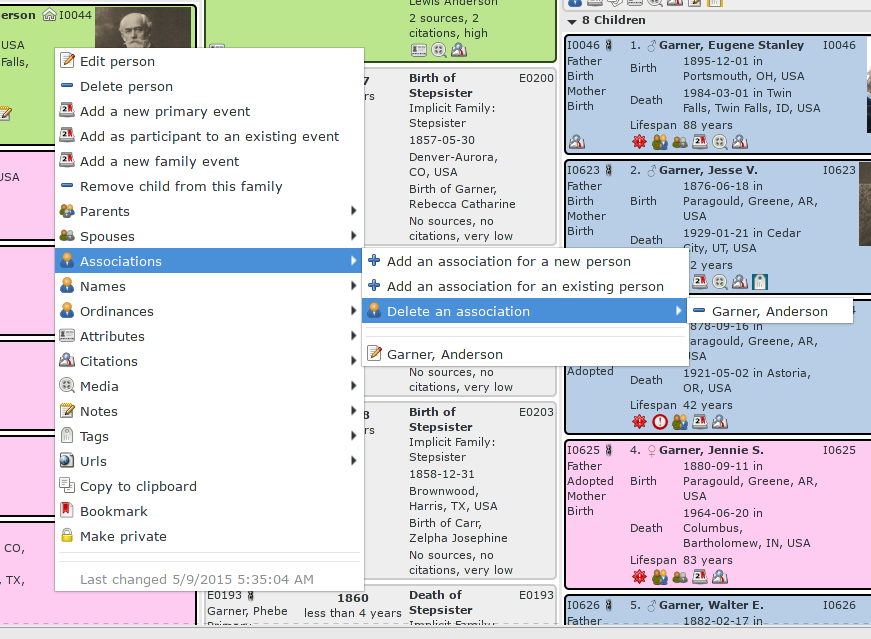 erson I0044
USA
Falls,
USA
CO,
TX,
Edit person
Delete person
Add a new primary event
Add as participant to an existing event
Add a new family event
Remove child from this family
Parents
Spouses
Associations
Names
Ordinances
Attributes
Citations
Media
Notes
Tags
Urls
Copy to clipboard
Bookmark
Make private
Last changed 5/9/2015 5:35:04 AM
Add an association for a new person
Add an association for an existing person
Delete an association
Garner, Anderson
Garner, Anderson
Lewis Anderson
2 sources, 2
citations, high
7
rs
Birth of E0200
Stepsister
Implicit Family:
Stepsister
1857-05-30
Denver-Aurora,
CO, USA
Birth of Garner,
Rebecca Catharine
No sources, no
citations, very low
No sources, no
citations, very low
8
rs
Birth of E0203
Stepsister
Implicit Family:
Stepsister
1858-12-31
Brownwood,
Harris, TX, USA
Birth of Carr,
Zelpha Josephine
No sources, no
citations, very low
E0193 1860 Death of E0193
Garner, Phebe less than 4 years Stepsister
Implicit Family:
8 Children
I0046 1. Garner, Eugene Stanley I0046
Father
Birth
Mother
Birth
Birth 1895-12-01 in
Portsmouth, OH, USA
Death 1984-03-01 in Twin
Falls, Twin Falls, ID, USA
Lifespan 88 years
I0623 2. Garner, Jesse V. I0623
Father
Birth
Mother
Birth
Birth 1876-06-18 in
Paragould, Greene, AR,
USA
Death 1929-01-21 in Cedar
City, UT, USA
2 years
878-09-16 in
aragould, Greene, AR,
USA
Adopted
Death 1921-05-02 in Astoria,
OR, USA
Lifespan 42 years
I0625 4. Garner, Jennie S. I0625
Father
Adopted
Mother
Birth
Birth 1880-09-11 in
Paragould, Greene, AR,
USA
Death 1964-06-20 in
Columbus,
Bartholomew, IN, USA
Lifespan 83 years
I0626 5. Garner, Walter E. I0626
Father 1882-02-17 in